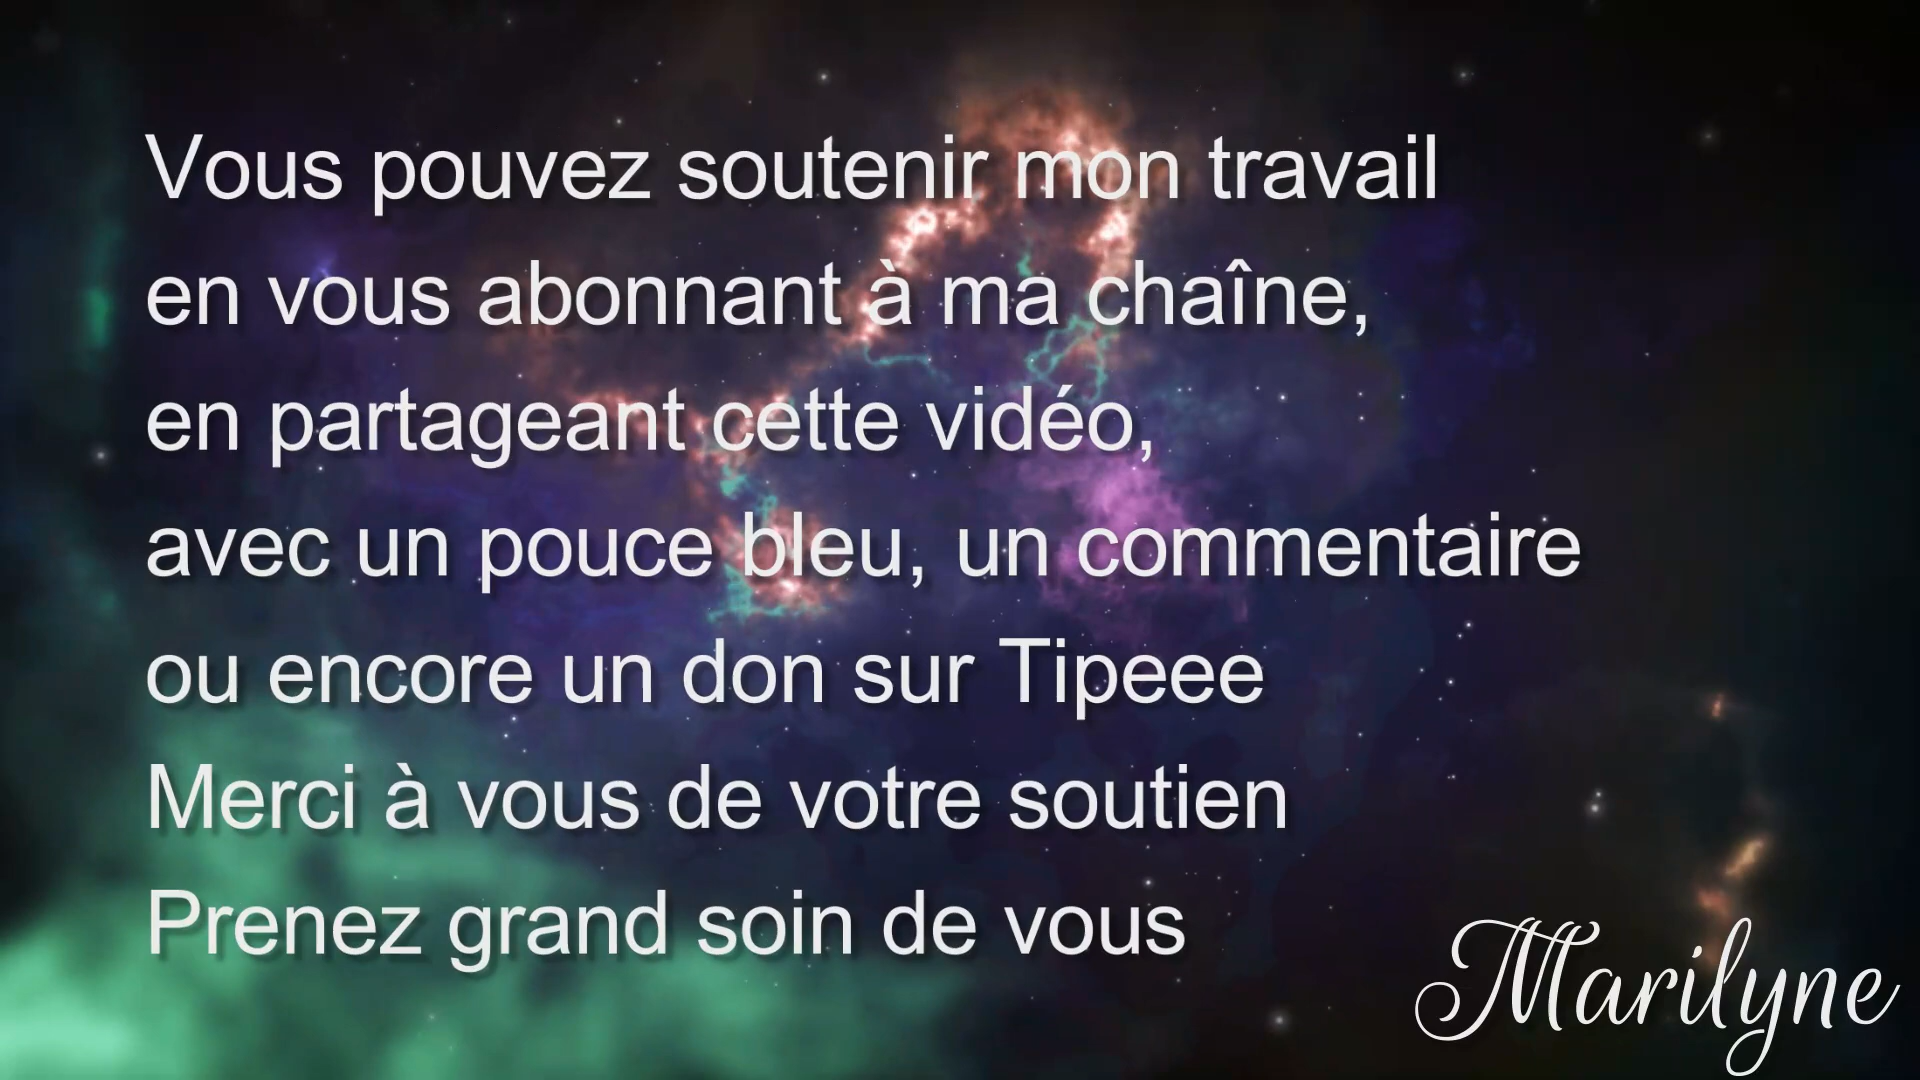 Vous pouvez soutenir mon travail
en vous abonnant à ma chaîne,
en partageant cette vidéo,
avec un pouce bleu, un commentaire
ou encore un don sur Tipeee
Merci à vous de votre soutien
Prenez grand soin de vous
Marilyne